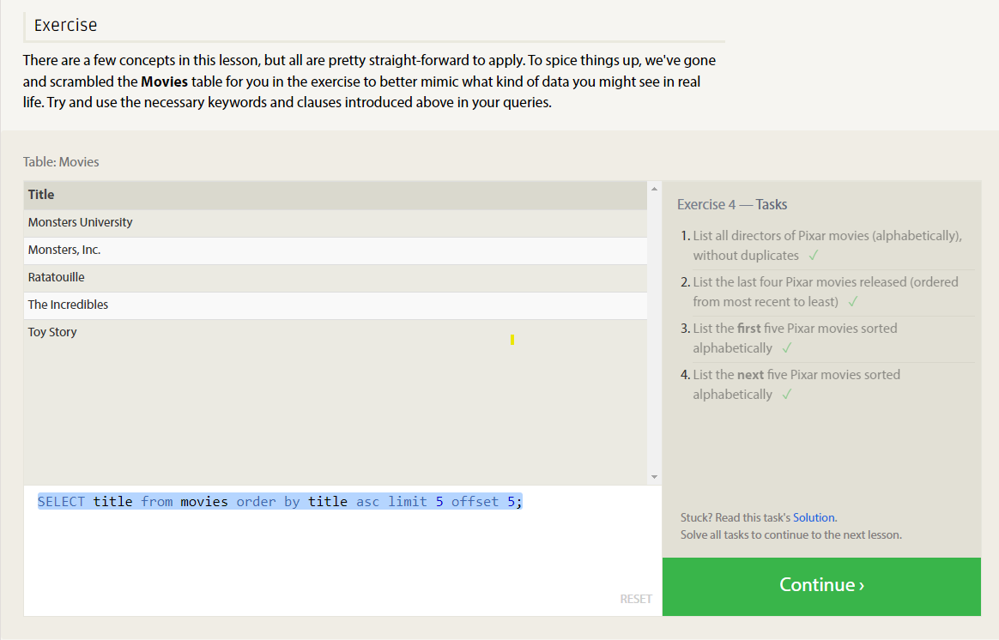 Exercise
There are a few concepts in this lesson, but all are pretty straight-forward to apply. To spice things up, we've gone
and scrambled the Movies table for you in the exercise to better mimic what kind of data you might see in real
life. Try and use the necessary keywords and clauses introduced above in your queries.
Table: Movies
Title
Monsters University
Monsters, Inc.
Ratatouille
The Incredibles
Toy Story
SELECT title from movies order by title asc limit 5 offset 5;
RESET
Exercise 4 — Tasks
1. List all directors of Pixar movies (alphabetically),
without duplicates ✓
2. List the last four Pixar movies released (ordered
from most recent to least) ✓
3. List the first five Pixar movies sorted
alphabetically ✓
4. List the next five Pixar movies sorted
alphabetically ✓
Stuck? Read this task's Solution.
Solve all tasks to continue to the next lesson.
Continue ›